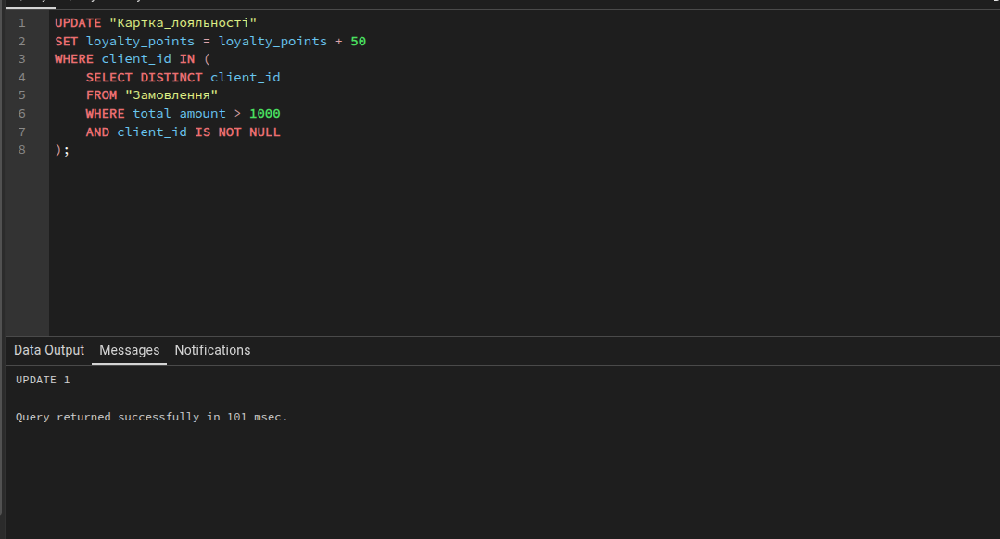 1 UPDATE "Картка_лояльності"
2 SET loyalty_points = loyalty_points + 50
3 WHERE client_id IN (
4 SELECT DISTINCT client_id
5 FROM "Замовлення"
6 WHERE total_amount > 1000
7 AND client_id IS NOT NULL
8 );
Data Output Messages Notifications
UPDATE 1
Query returned successfully in 101 msec.